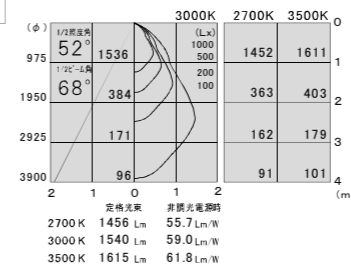 3000K 2700K 3500K
(φ) 1/2照度角 (Lx) 0
52° 1000
500
975 1536 1452 1611 1
1/2ビーム角 200
68° 100
1950 384 363 403 2
2925 171 162 179 3
3900 96 91 101 4
2 1 0 1 2 (m
定格光束 非調光電源時
2700K 1456 Lm 55.7 Lm/W
3000K 1540 Lm 59.0 Lm/W
3500K 1615 Lm 61.8 Lm/W